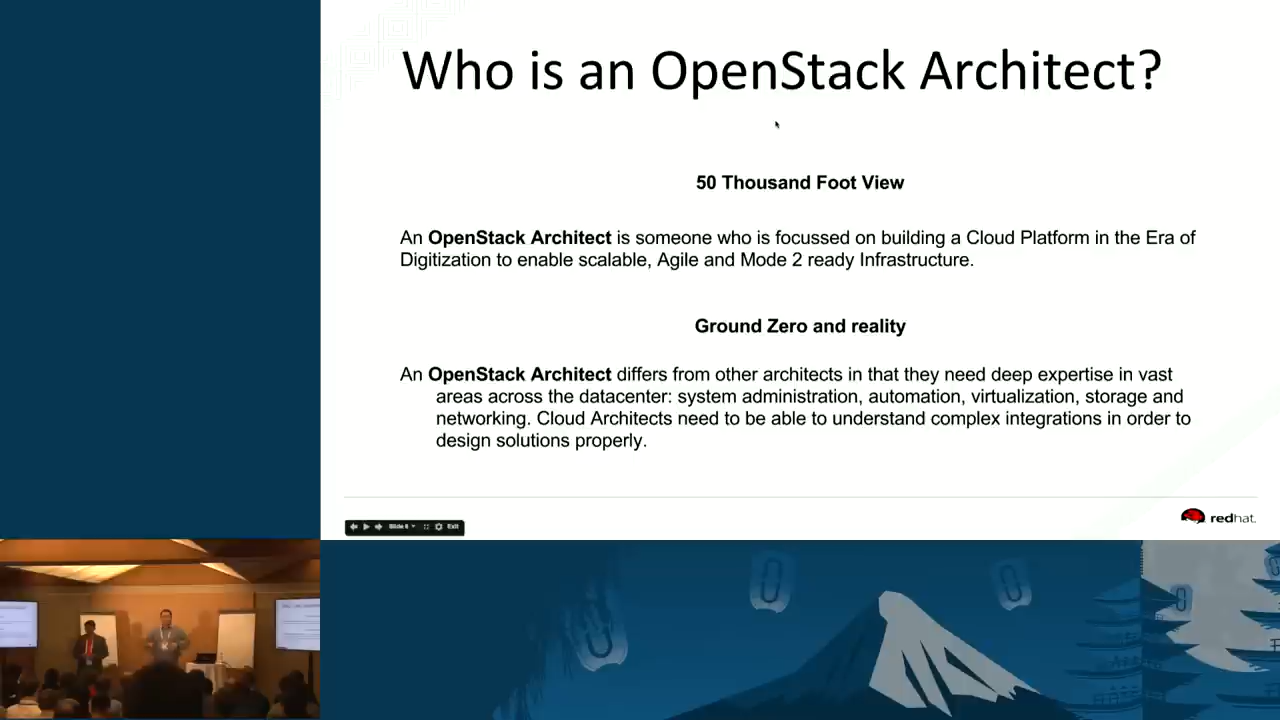 Who is an OpenStack Architect?
50 Thousand Foot View
An OpenStack Architect is someone who is focussed on building a Cloud Platform in the Era of
Digitization to enable scalable, Agile and Mode 2 ready Infrastructure.
Ground Zero and reality
An OpenStack Architect differs from other architects in that they need deep expertise in vast
areas across the datacenter: system administration, automation, virtualization, storage and
networking. Cloud Architects need to be able to understand complex integrations in order to
design solutions properly.
Slide 6 Exit
redhat.